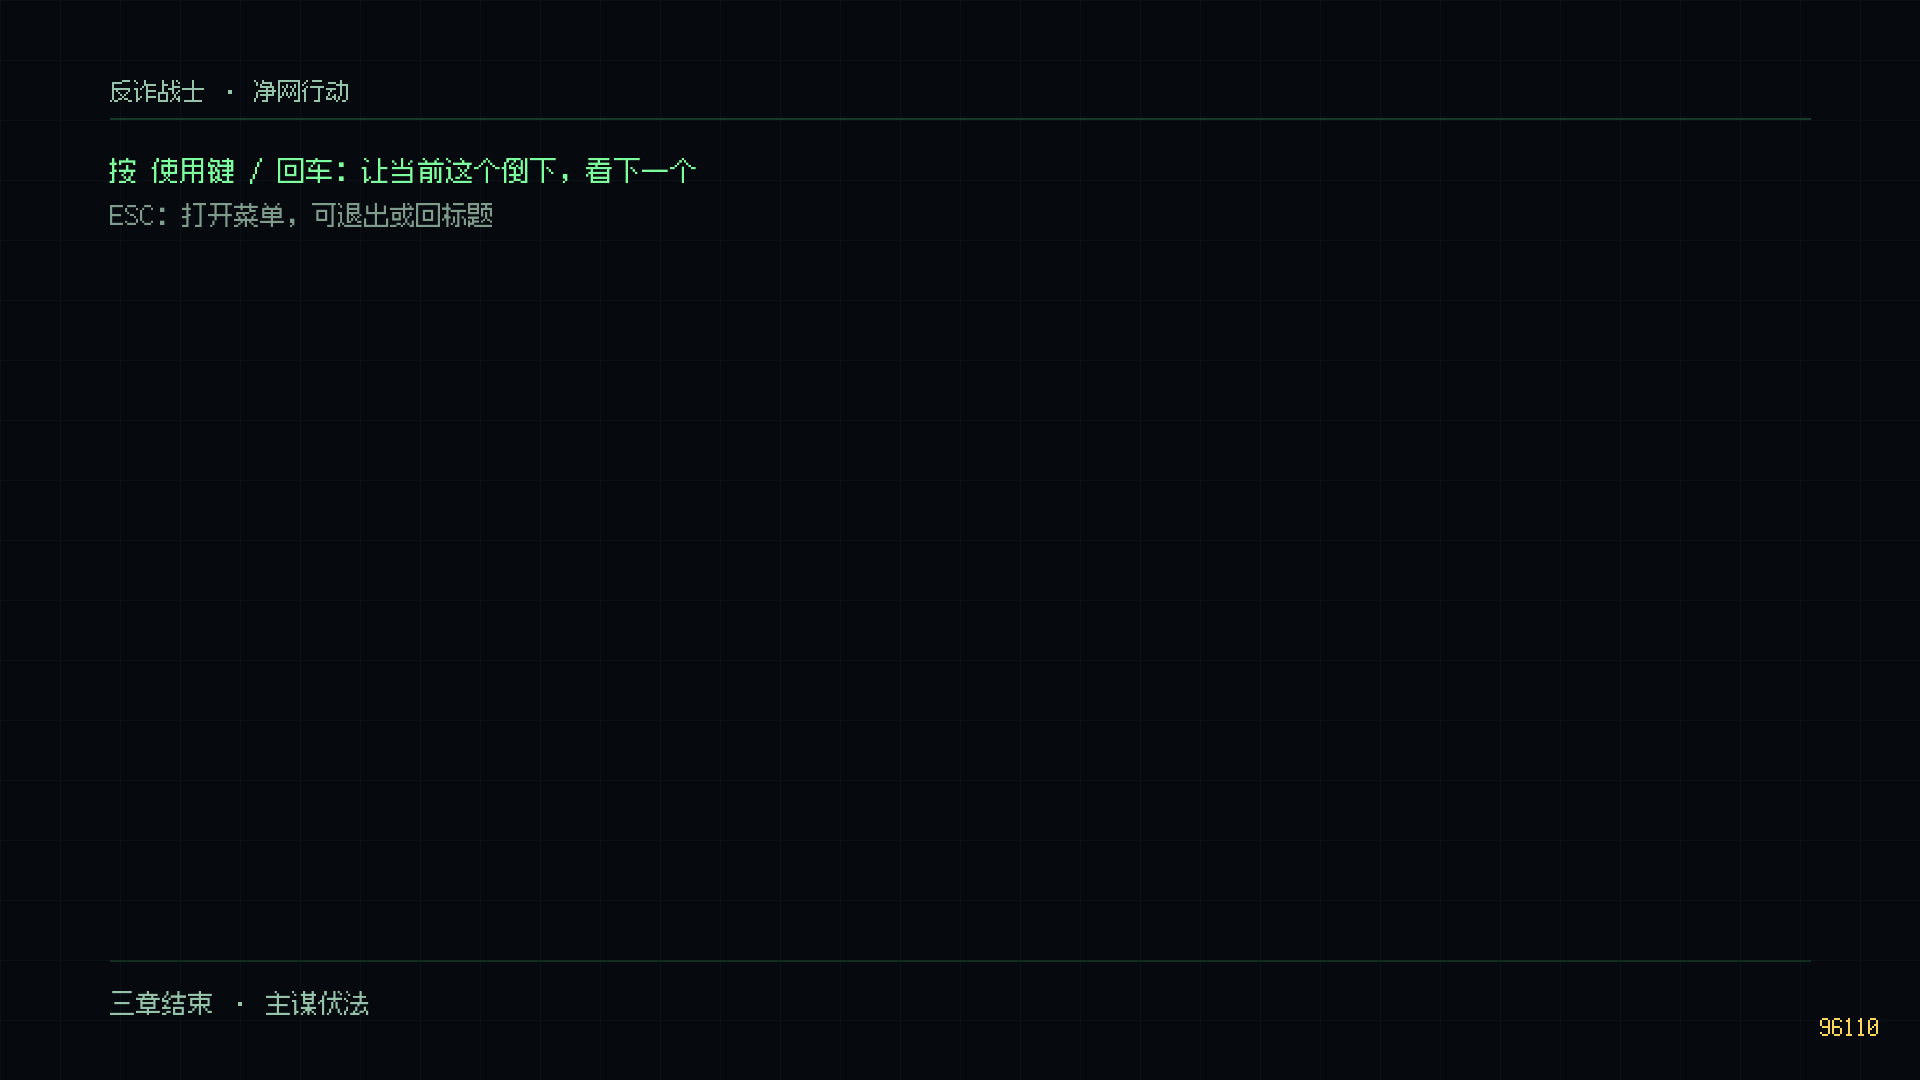 反诈战士 · 净网行动
按 使用键 / 回车: 让当前这个倒下, 看下一个
ESC: 打开菜单, 可退出或回标题
三章结束 · 主谋伏法
96110